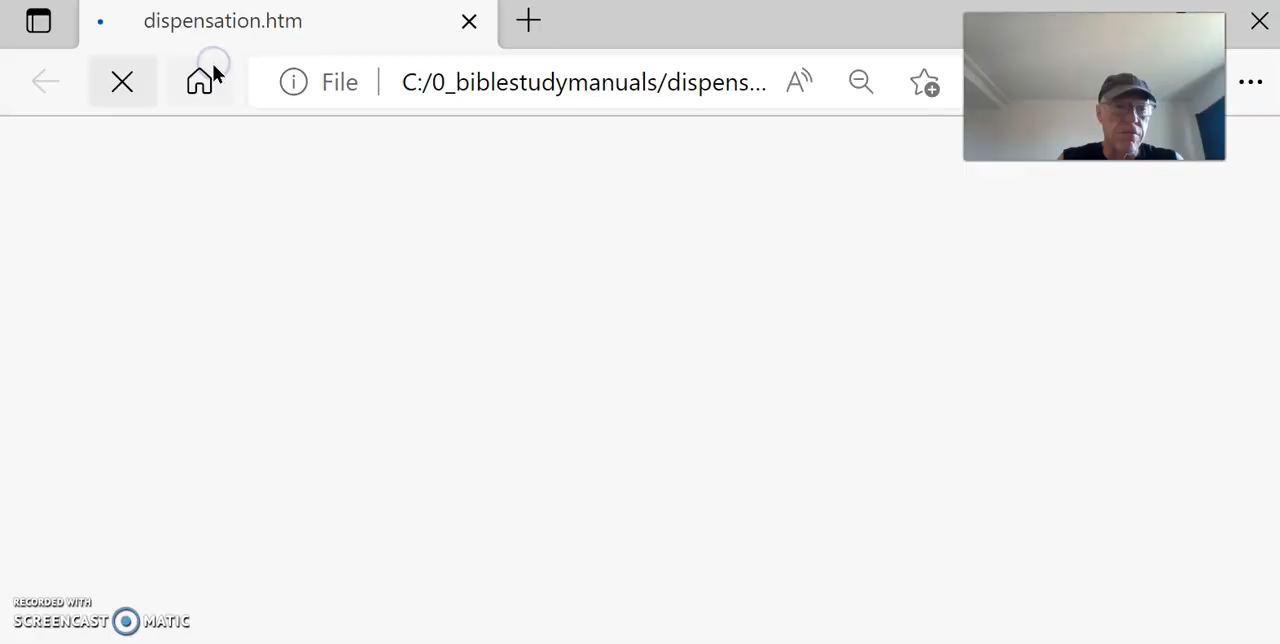 dispensation.htm
File
C:/0_biblestudymanuals/dispens...
RECORDED WITH
SCREENCAST MATIC